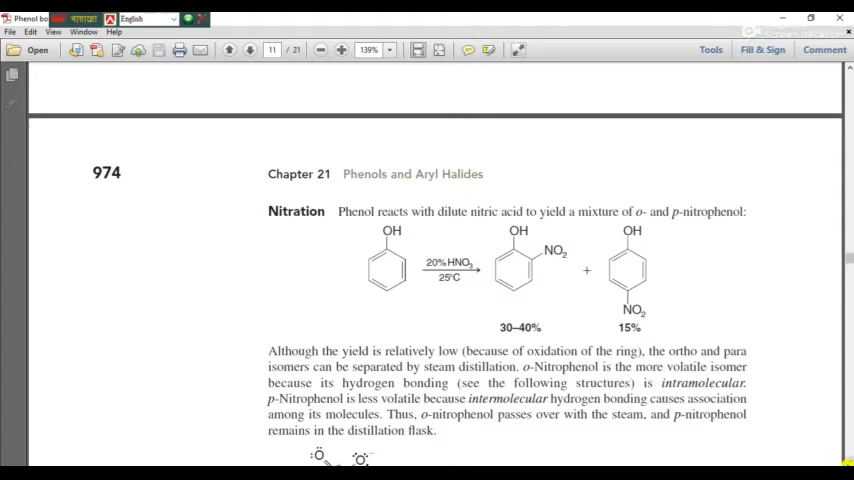 Phenol bo
বায়ান্নো
English
File Edit View Window Help
Open
11 / 21
139%
Tools Fill & Sign Comment
974
Chapter 21 Phenols and Aryl Halides
Nitration Phenol reacts with dilute nitric acid to yield a mixture of o- and p-nitrophenol:
OH OH OH
NO2
20% HNO3
25°C
+
NO2
30–40% 15%
Although the yield is relatively low (because of oxidation of the ring), the ortho and para
isomers can be separated by steam distillation. o-Nitrophenol is the more volatile isomer
because its hydrogen bonding (see the following structures) is intramolecular.
p-Nitrophenol is less volatile because intermolecular hydrogen bonding causes association
among its molecules. Thus, o-nitrophenol passes over with the steam, and p-nitrophenol
remains in the distillation flask.
O O